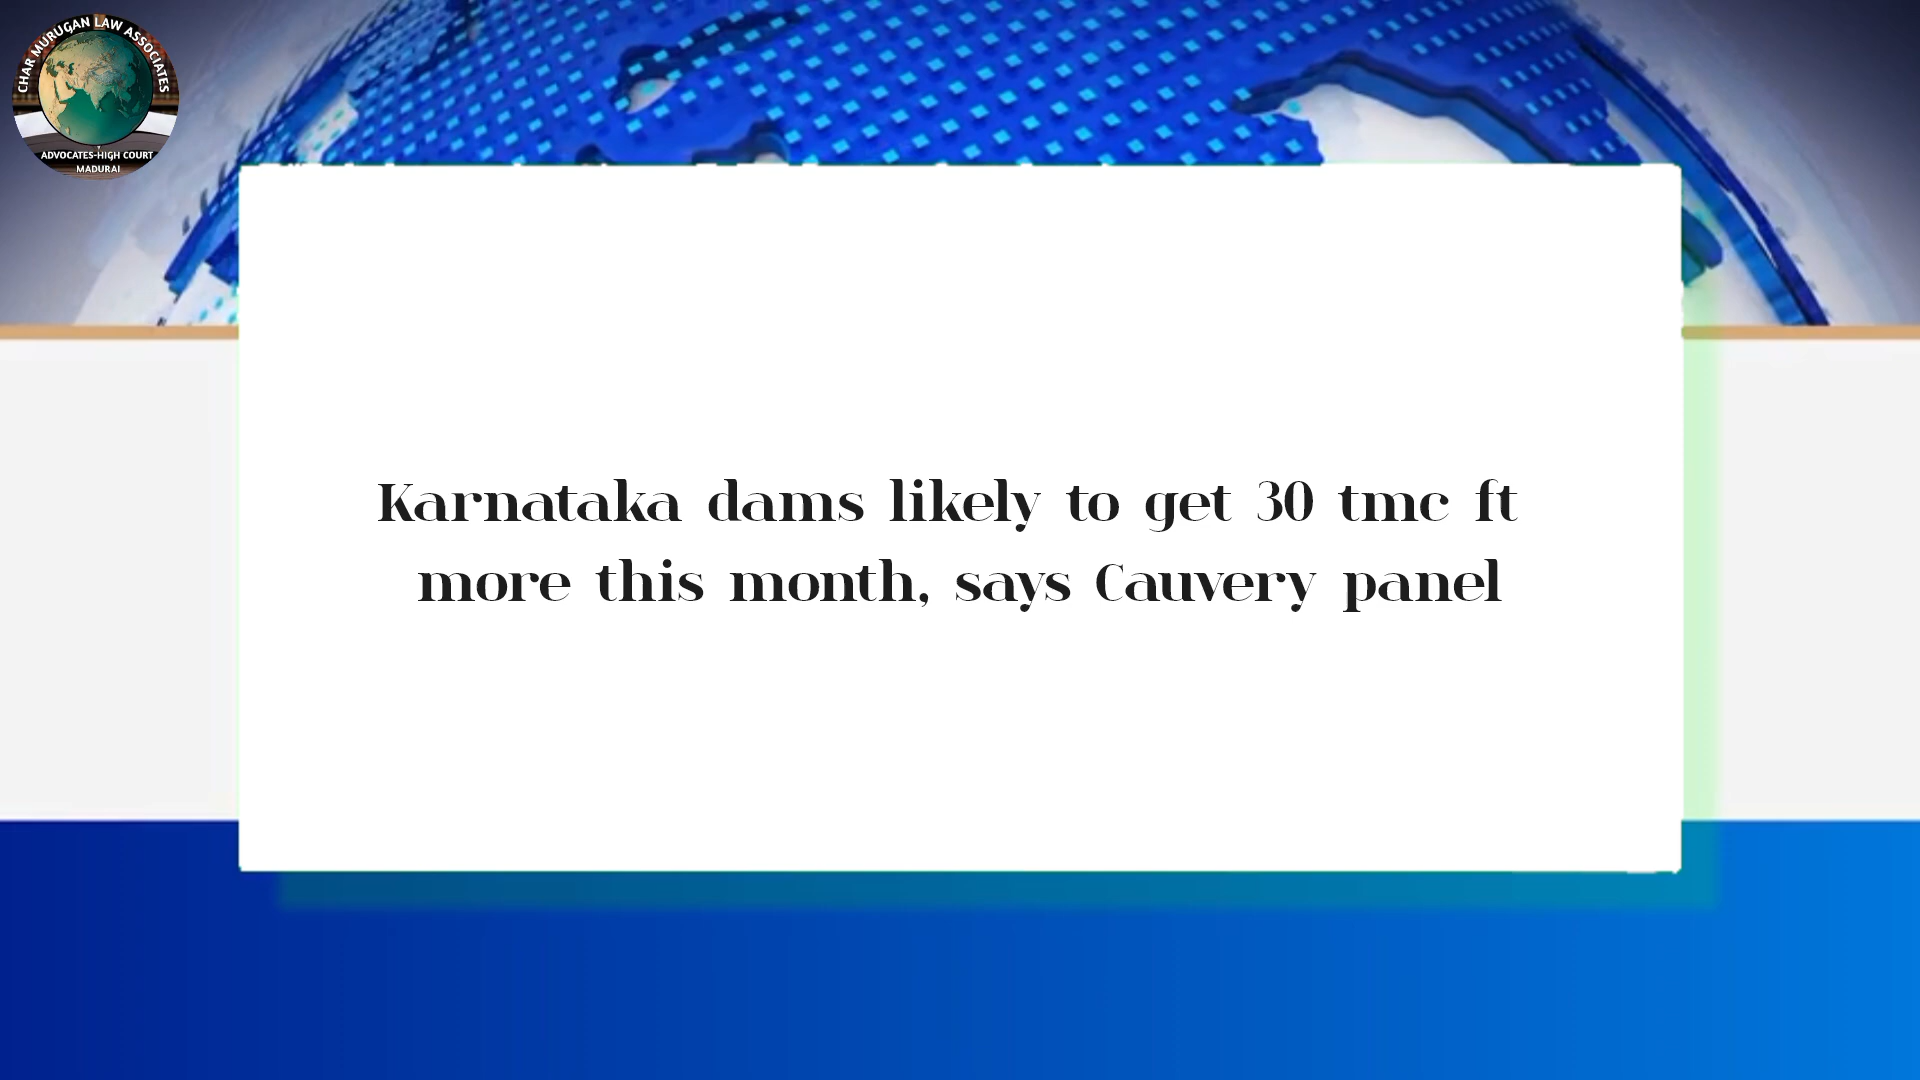 CHAR MURUGAN LAW ASSOCIATES
ADVOCATES-HIGH COURT
MADURAI
Karnataka dams likely to get 30 tmc ft
more this month, says Cauvery panel